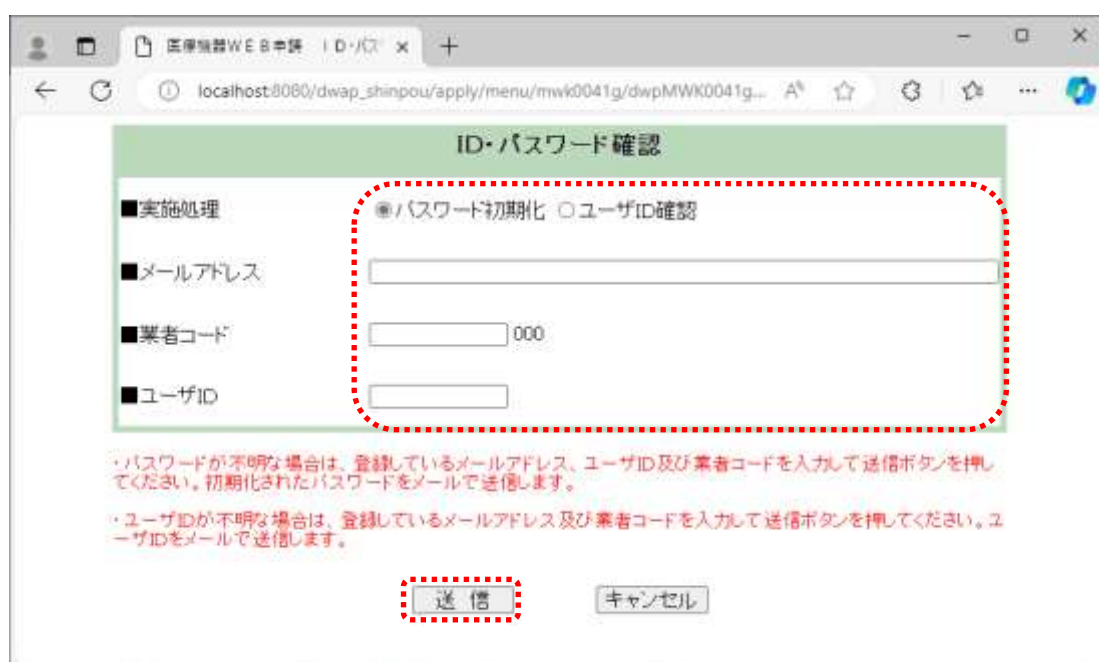 医療機器WEB申請 ID・パス
localhost:8080/dwap_shinpou/apply/menu/mwk0041g/dwpMWK0041g...
ID・パスワード確認
■実施処理 パスワード初期化 ユーザID確認
■メールアドレス
■業者コード 000
■ユーザID
・パスワードが不明な場合は、登録しているメールアドレス、ユーザID及び業者コードを入力して送信ボタンを押し
てください。初期化されたパスワードをメールで送信します。
・ユーザIDが不明な場合は、登録しているメールアドレス及び業者コードを入力して送信ボタンを押してください。ユ
ーザIDをメールで送信します。
送 信 キャンセル